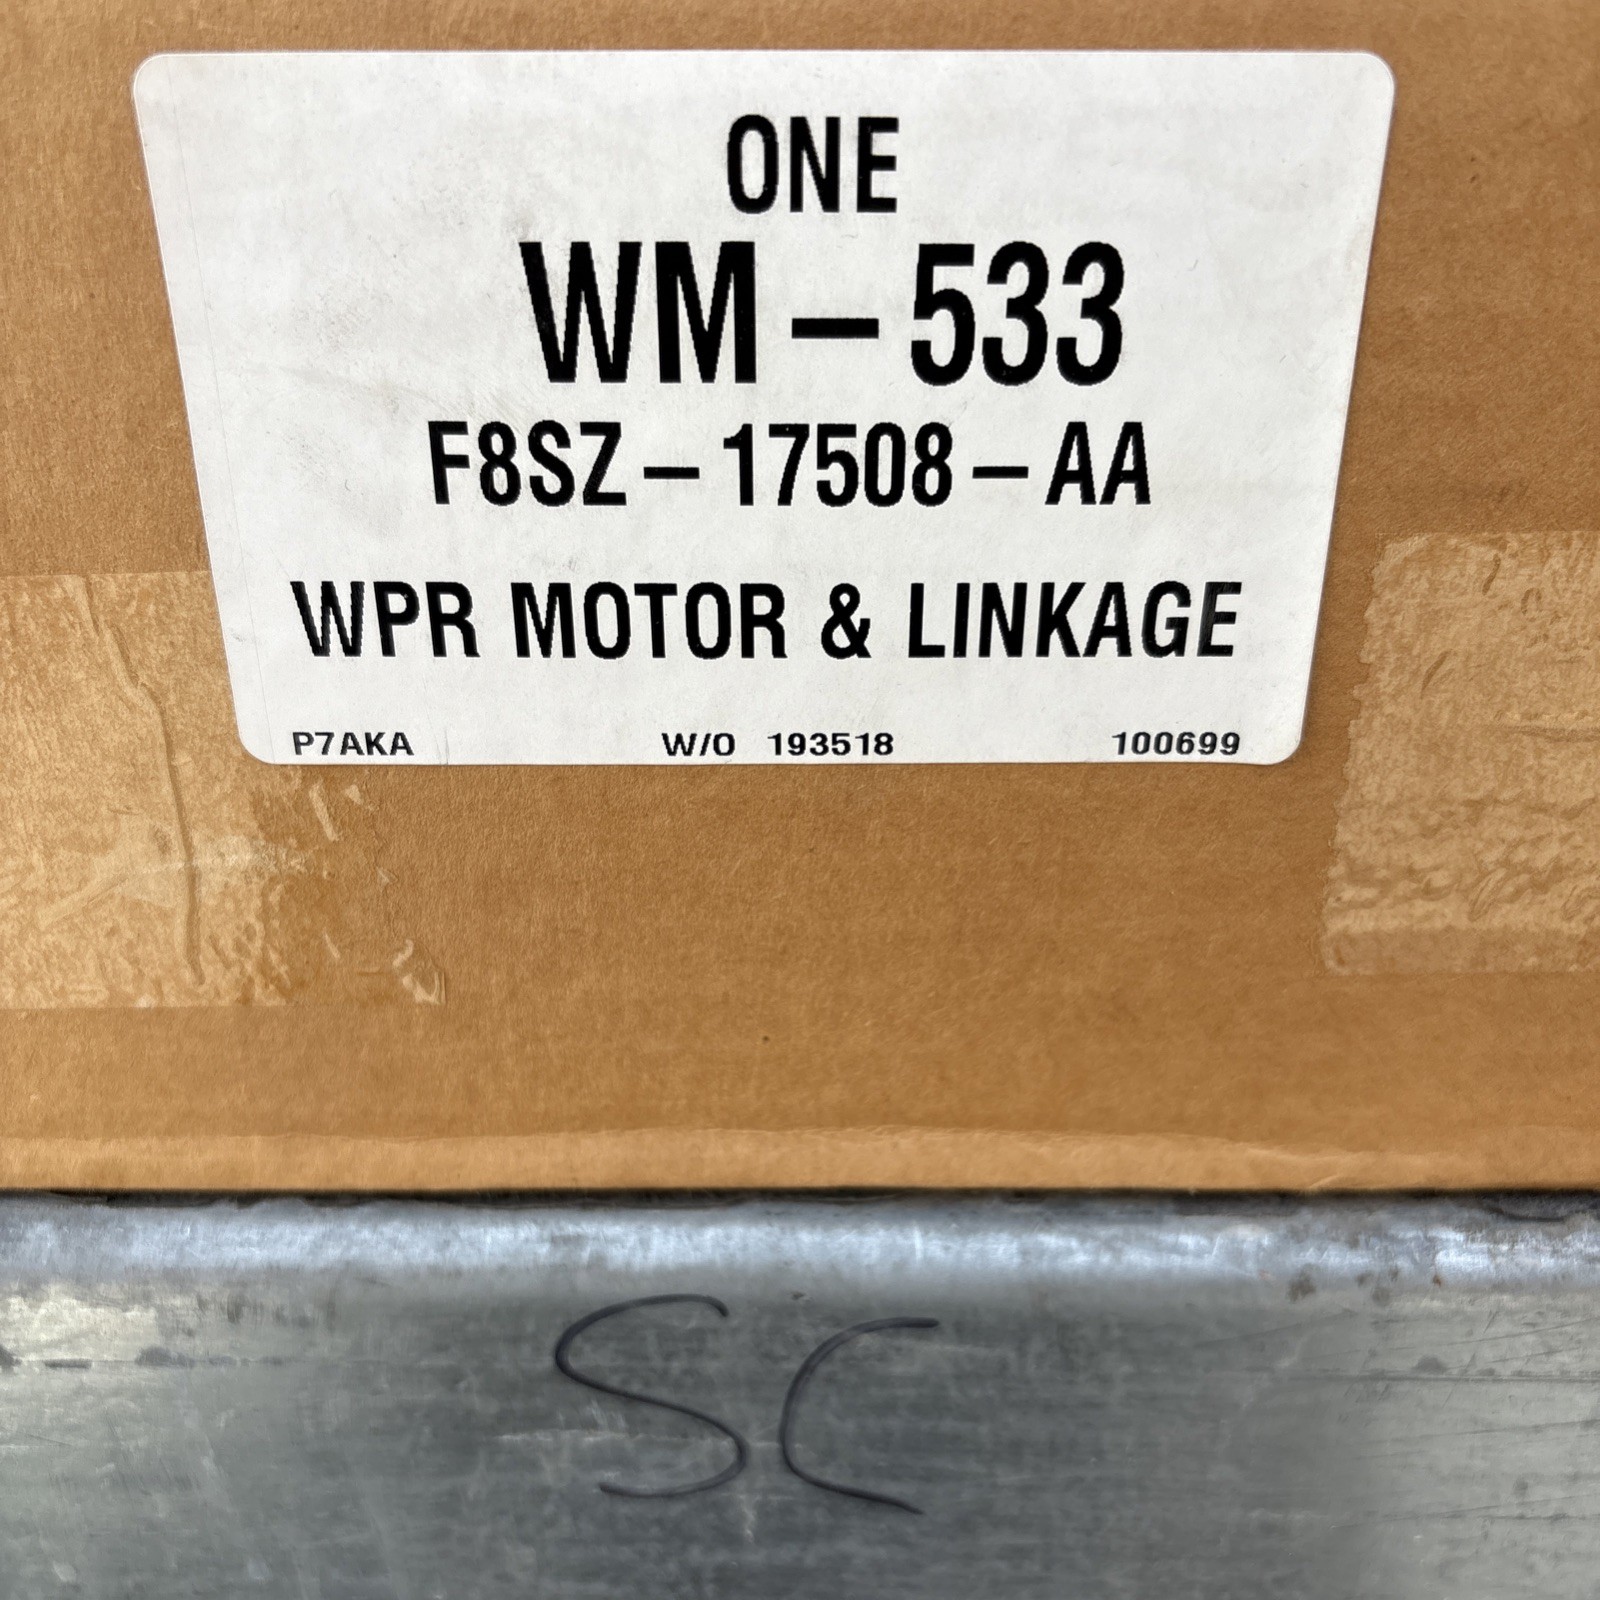 ONE
WM-533
F8SZ-17508-AA
WPR MOTOR & LINKAGE
P7AKA W/O 193518 100699
SC